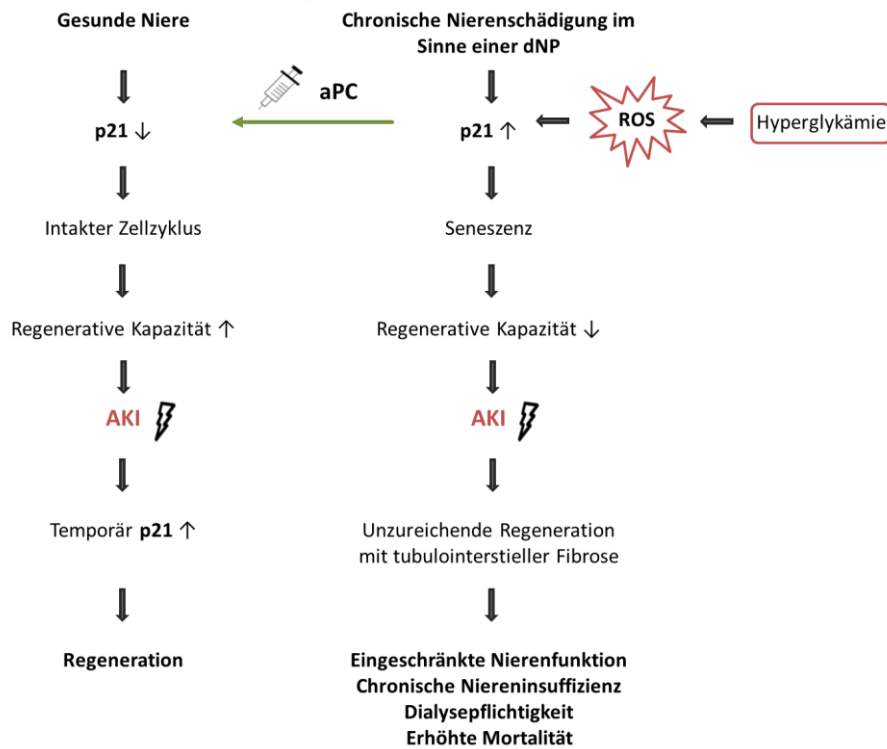 Gesunde Niere
Chronische Nierenschädigung im
Sinne einer dNP
aPC
p21 ↓
p21 ↑
ROS
Hyperglykämie
Intakter Zellzyklus
Seneszenz
Regenerative Kapazität ↑
Regenerative Kapazität ↓
AKI
AKI
Temporär p21 ↑
Unzureichende Regeneration
mit tubulointerstieller Fibrose
Regeneration
Eingeschränkte Nierenfunktion
Chronische Niereninsuffizienz
Dialysepflichtigkeit
Erhöhte Mortalität